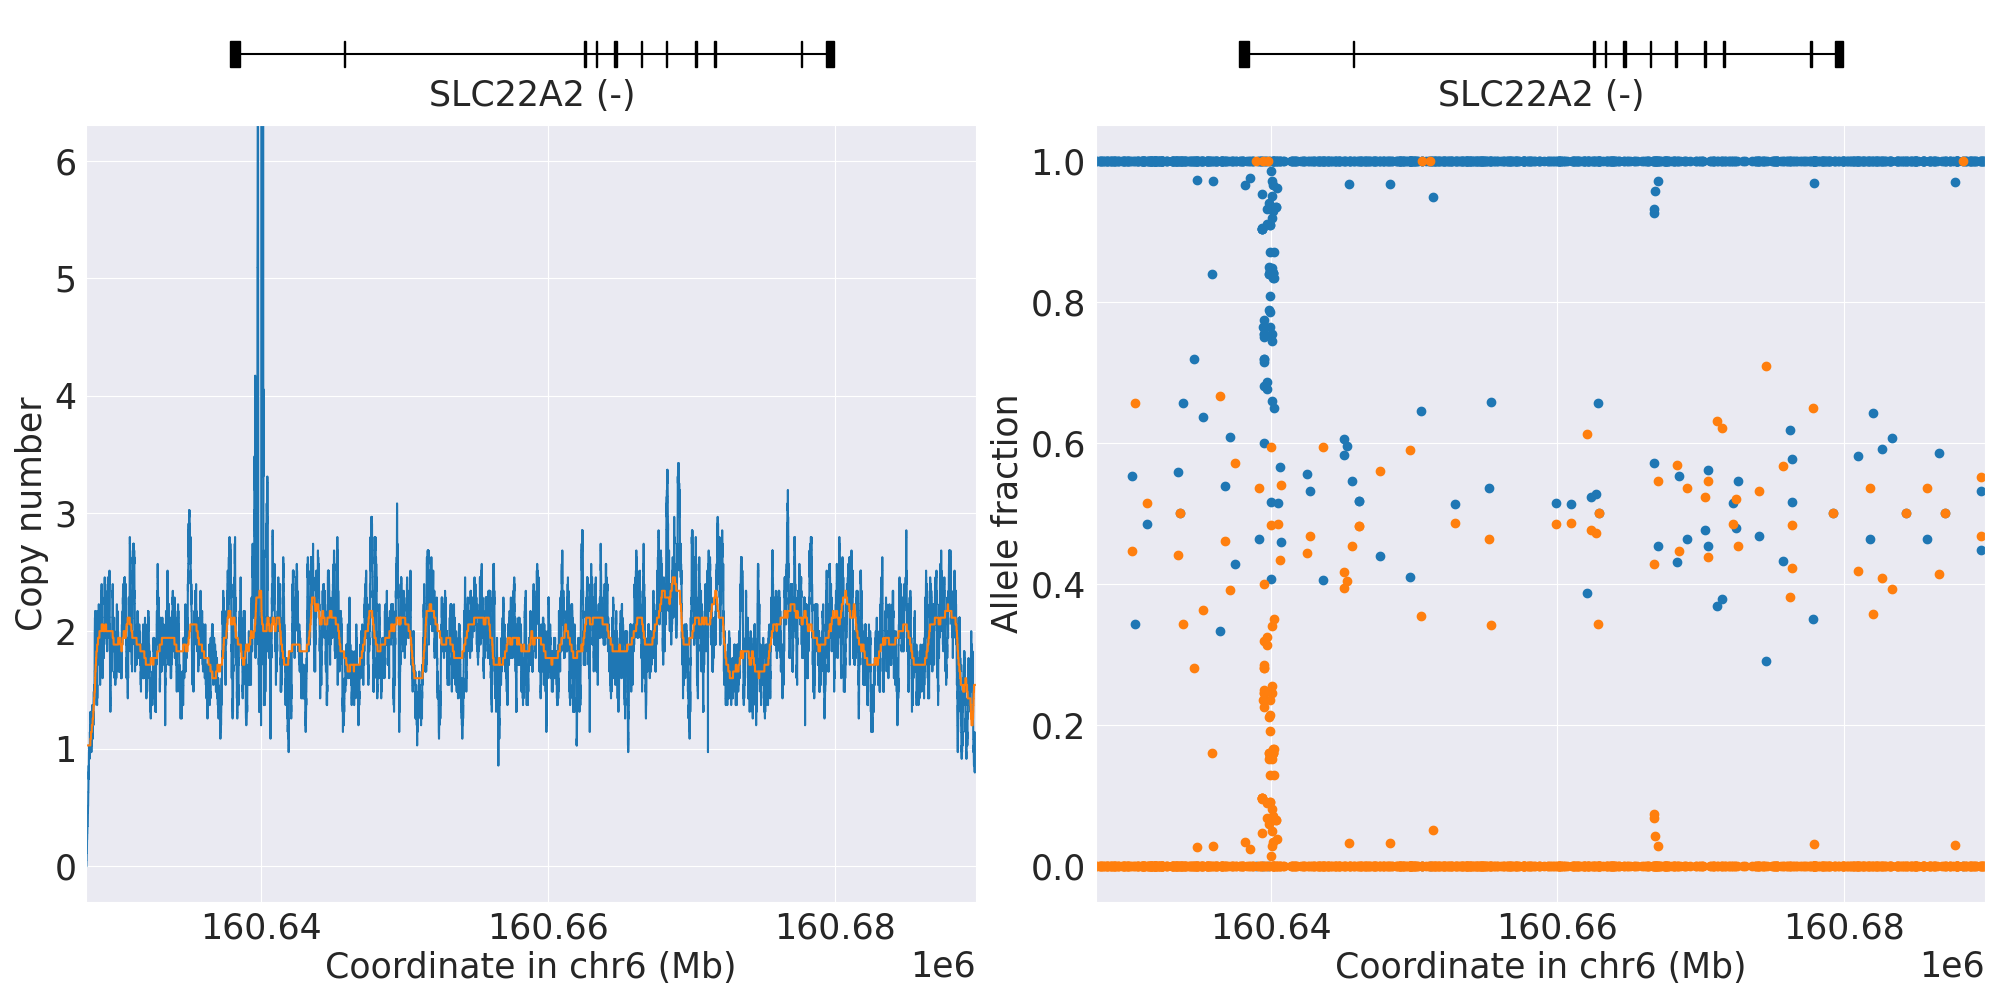 SLC22A2 (-)
Copy number
6
5
4
3
2
1
0
160.64
160.66
160.68
Coordinate in chr6 (Mb)
1e6
SLC22A2 (-)
Allele fraction
1.0
0.8
0.6
0.4
0.2
0.0
160.64
160.66
160.68
Coordinate in chr6 (Mb)
1e6